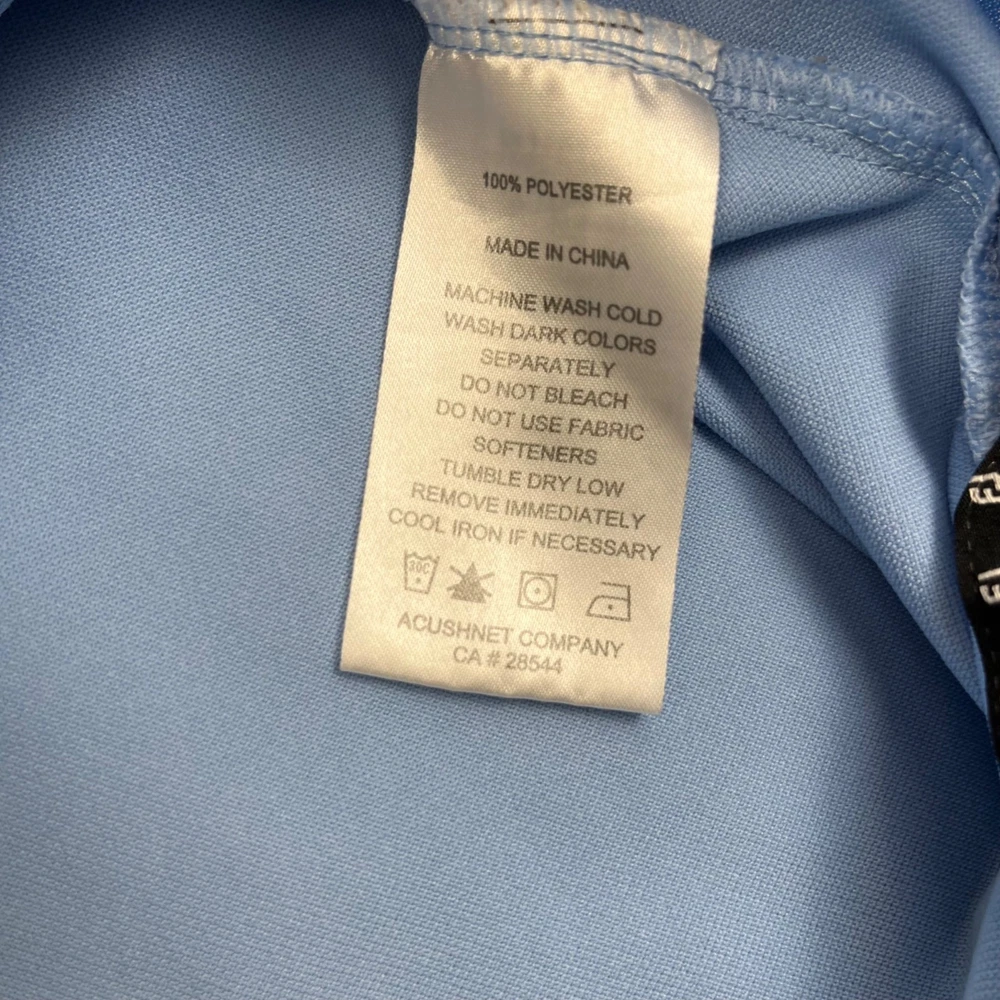 100% POLYESTER
MADE IN CHINA
MACHINE WASH COLD
WASH DARK COLORS
SEPARATELY
DO NOT BLEACH
DO NOT USE FABRIC
SOFTENERS
TUMBLE DRY LOW
REMOVE IMMEDIATELY
COOL IRON IF NECESSARY
30C
ACUSHNET COMPANY
CA # 28544
FJ